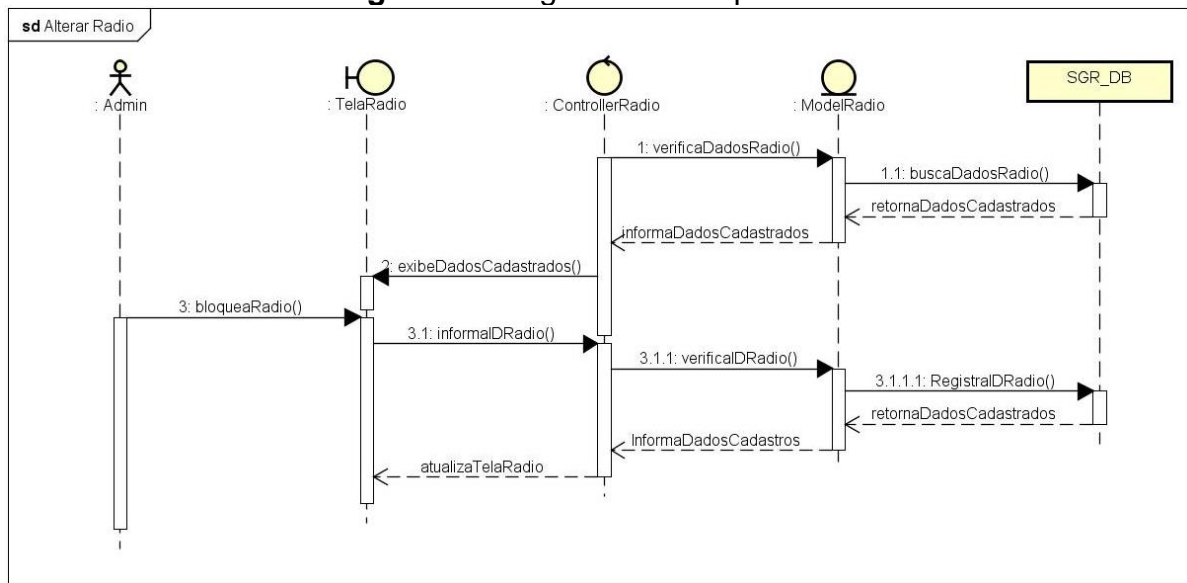 sd Alterar Radio
: Admin
: TelaRadio
: ControllerRadio
: ModelRadio
SGR_DB
1: verificaDadosRadio()
1.1: buscaDadosRadio()
retornaDadosCadastrados
informaDadosCadastrados
2: exibeDadosCadastrados()
3: bloqueaRadio()
3.1: informaIDRadio()
3.1.1: verificaIDRadio()
3.1.1.1: RegistraIDRadio()
retornaDadosCadastrados
InformaDadosCadastros
atualizaTelaRadio